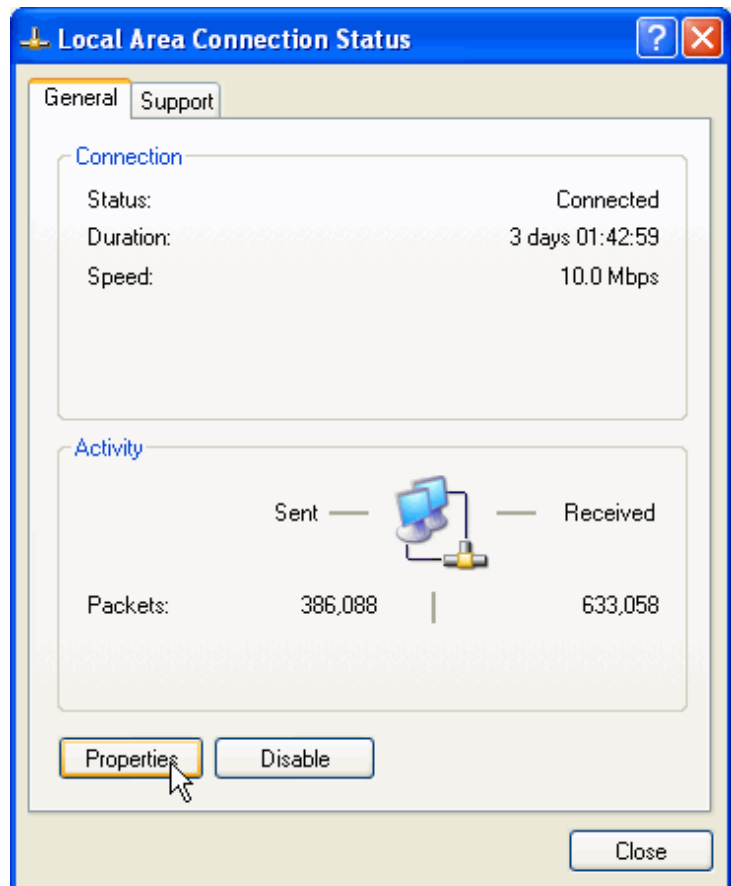 Local Area Connection Status
General Support
Connection
Status: Connected
Duration: 3 days 01:42:59
Speed: 10.0 Mbps
Activity
Sent Received
Packets: 386,088 633,058
Properties Disable
Close